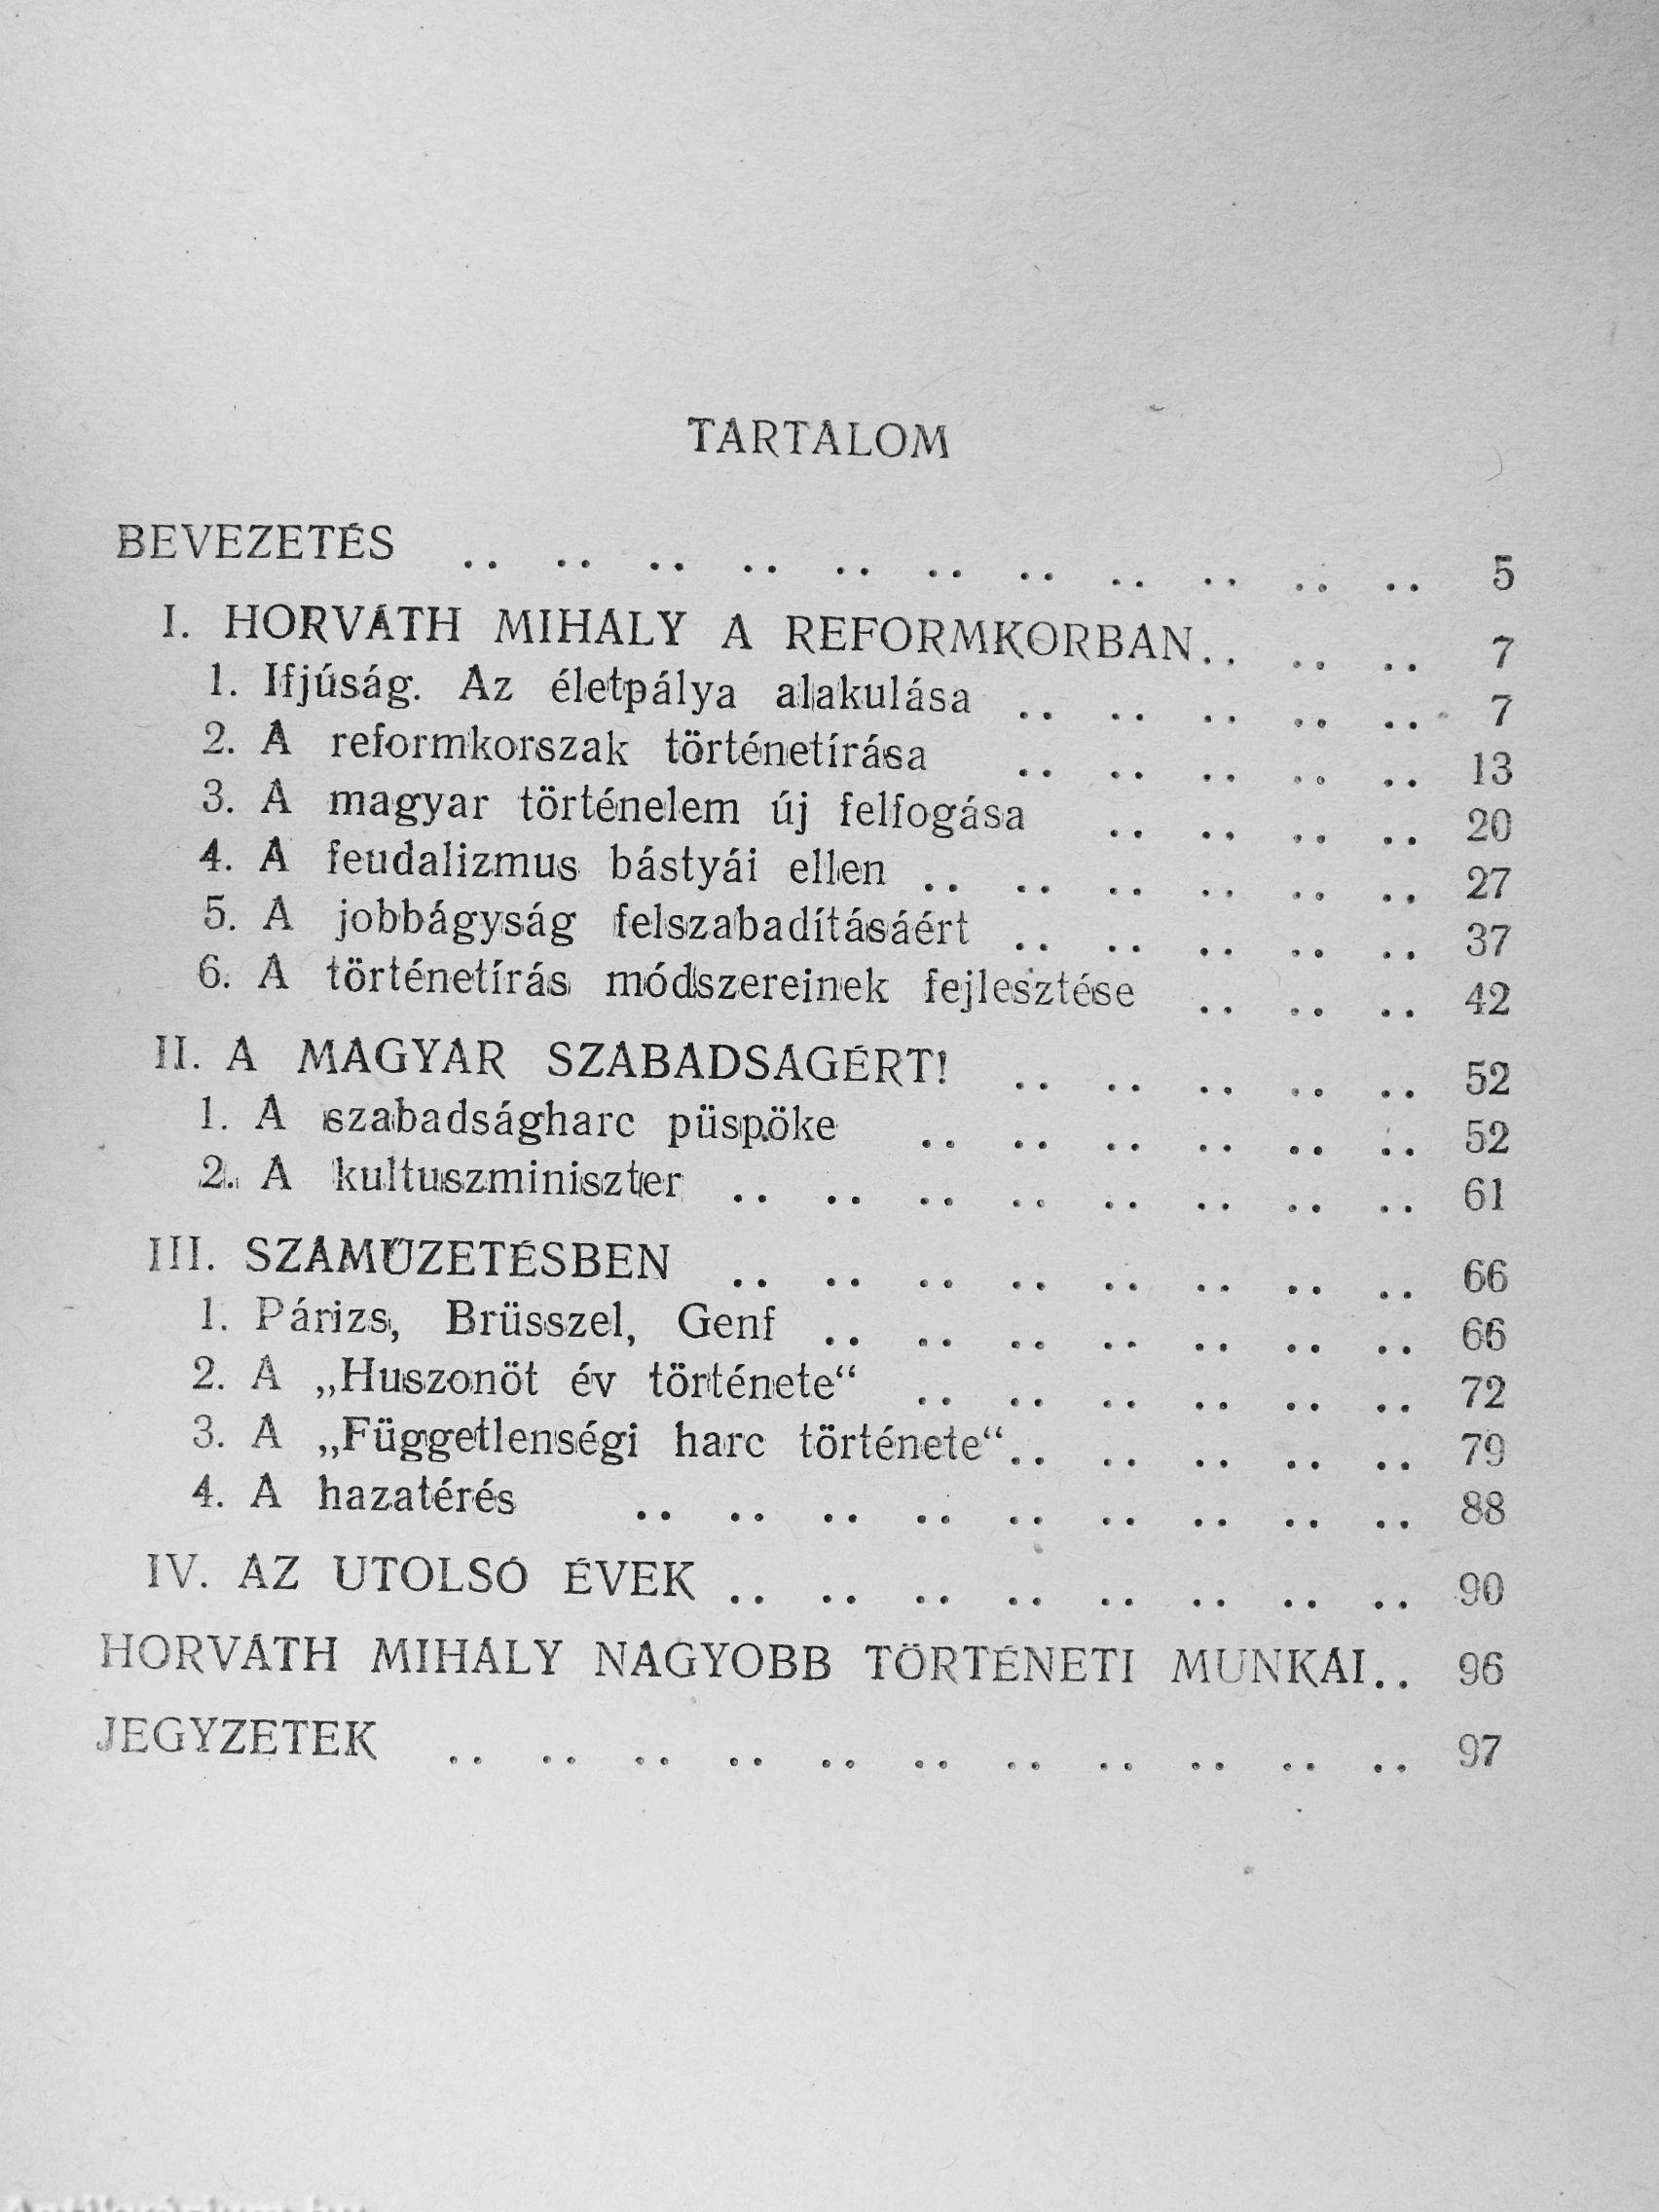 TARTALOM
BEVEZETÉS .. .. .. .. .. .. .. .. .. .. .. 5
I. HORVÁTH MIHÁLY A REFORMKORBAN.. .. .. 7
1. Ifjúság. Az életpálya alakulása .. .. .. .. .. 7
2. A reformkorszak történetírása .. .. .. .. .. 13
3. A magyar történelem új felfogása .. .. .. .. 20
4. A feudalizmus bástyái ellen .. .. .. .. .. .. 27
5. A jobbágyság felszabadításáért .. .. .. .. .. 37
6. A történetírás módszereinek fejlesztése .. .. .. 42
II. A MAGYAR SZABADSÁGÉRT! .. .. .. .. .. 52
1. A szabadságharc püspöke .. .. .. .. .. .. 52
2. A kultuszminiszter .. .. .. .. .. .. .. .. 61
III. SZÁMŰZETÉSBEN .. .. .. .. .. .. .. .. 66
1. Párizs, Brüsszel, Genf .. .. .. .. .. .. .. 66
2. A „Huszonöt év története“ .. .. .. .. .. .. 72
3. A „Függetlenségi harc története“.. .. .. .. .. 79
4. A hazatérés .. .. .. .. .. .. .. .. .. 88
IV. AZ UTOLSÓ ÉVEK .. .. .. .. .. .. .. .. 90
HORVÁTH MIHÁLY NAGYOBB TÖRTÉNETI MUNKÁI.. 96
JEGYZETEK .. .. .. .. .. .. .. .. .. .. .. 97